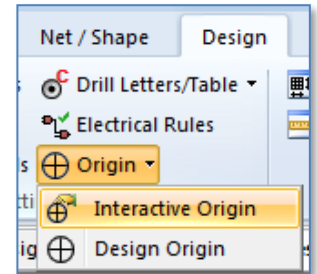 Net / Shape Design
Drill Letters/Table
Electrical Rules
Origin
Interactive Origin
Design Origin